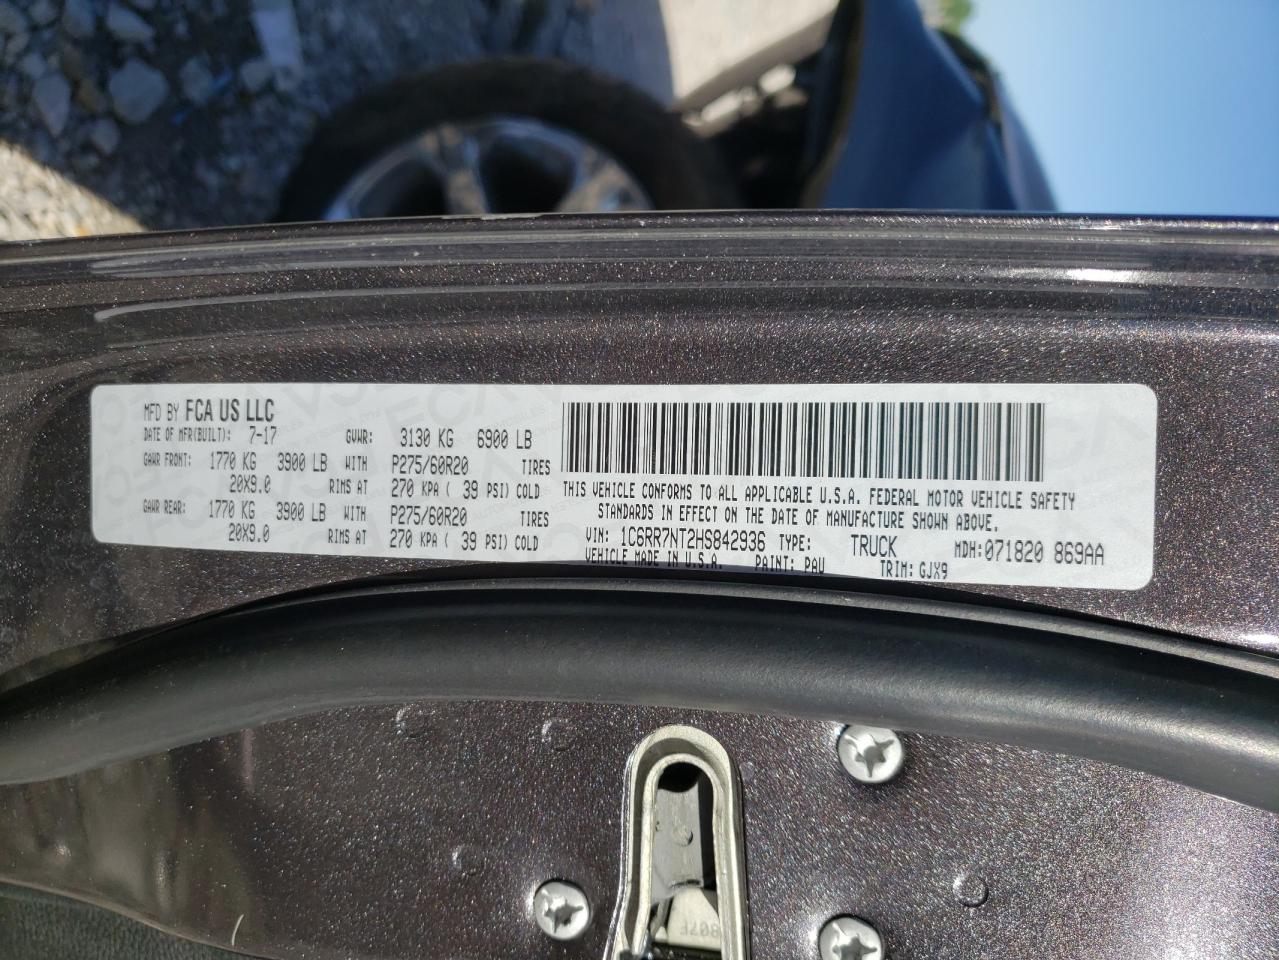 MFD BY FCA US LLC
DATE OF MFR(BUILT): 7-17 GVWR: 3130 KG 6900 LB
GAWR FRONT: 1770 KG 3900 LB WITH P275/60R20 TIRES
20X9.0 RIMS AT 270 KPA ( 39 PSI) COLD
GAWR REAR: 1770 KG 3900 LB WITH P275/60R20 TIRES
20X9.0 RIMS AT 270 KPA ( 39 PSI) COLD
THIS VEHICLE CONFORMS TO ALL APPLICABLE U.S.A. FEDERAL MOTOR VEHICLE SAFETY
STANDARDS IN EFFECT ON THE DATE OF MANUFACTURE SHOWN ABOVE.
VIN: 1C6RR7NT2HS842936 TYPE: TRUCK MDH:071820 869AA
VEHICLE MADE IN U.S.A. PAINT: PAU TRIM: GJX9